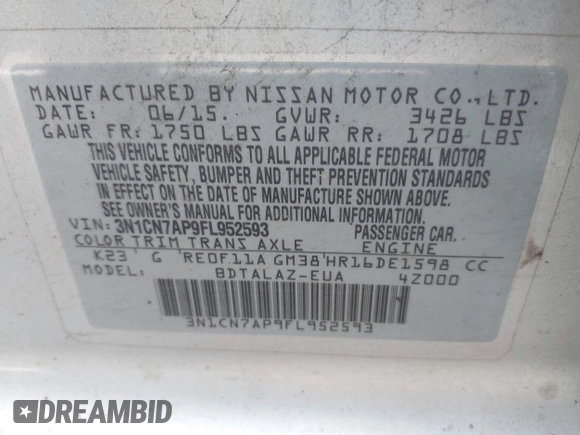 MANUFACTURED BY NISSAN MOTOR CO., LTD.
DATE: 06/15. GVWR: 3426 LBS
GAWR FR: 1750 LBS GAWR RR: 1708 LBS
THIS VEHICLE CONFORMS TO ALL APPLICABLE FEDERAL MOTOR
VEHICLE SAFETY, BUMPER AND THEFT PREVENTION STANDARDS
IN EFFECT ON THE DATE OF MANUFACTURE SHOWN ABOVE.
SEE OWNER'S MANUAL FOR ADDITIONAL INFORMATION.
VIN: 3N1CN7AP9FL952593 PASSENGER CAR.
COLOR TRIM TRANS AXLE ENGINE
K23 G RE0F11A GM38 HR16DE1598 CC
MODEL: BDTALAZ-EUA 4Z000
3N1CN7AP9FL952593
DREAMBID